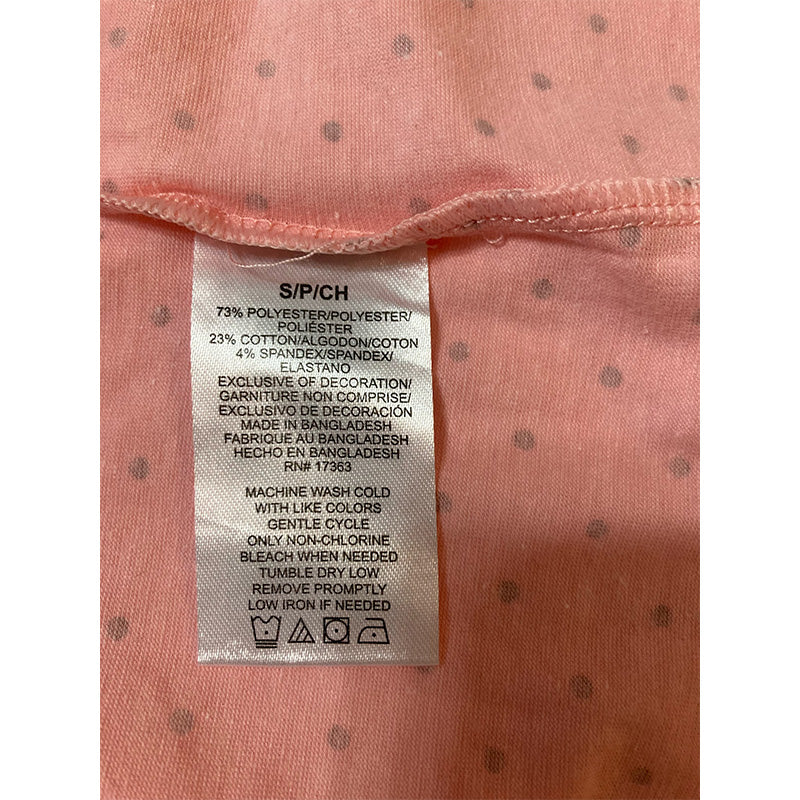 S/P/CH
73% POLYESTER/POLYESTER/
POLIÉSTER
23% COTTON/ALGODON/COTON
4% SPANDEX/SPANDEX/
ELASTANO
EXCLUSIVE OF DECORATION/
GARNITURE NON COMPRISE/
EXCLUSIVO DE DECORACIÓN
MADE IN BANGLADESH
FABRIQUE AU BANGLADESH
HECHO EN BANGLADESH
RN# 17363
MACHINE WASH COLD
WITH LIKE COLORS
GENTLE CYCLE
ONLY NON-CHLORINE
BLEACH WHEN NEEDED
TUMBLE DRY LOW
REMOVE PROMPTLY
LOW IRON IF NEEDED